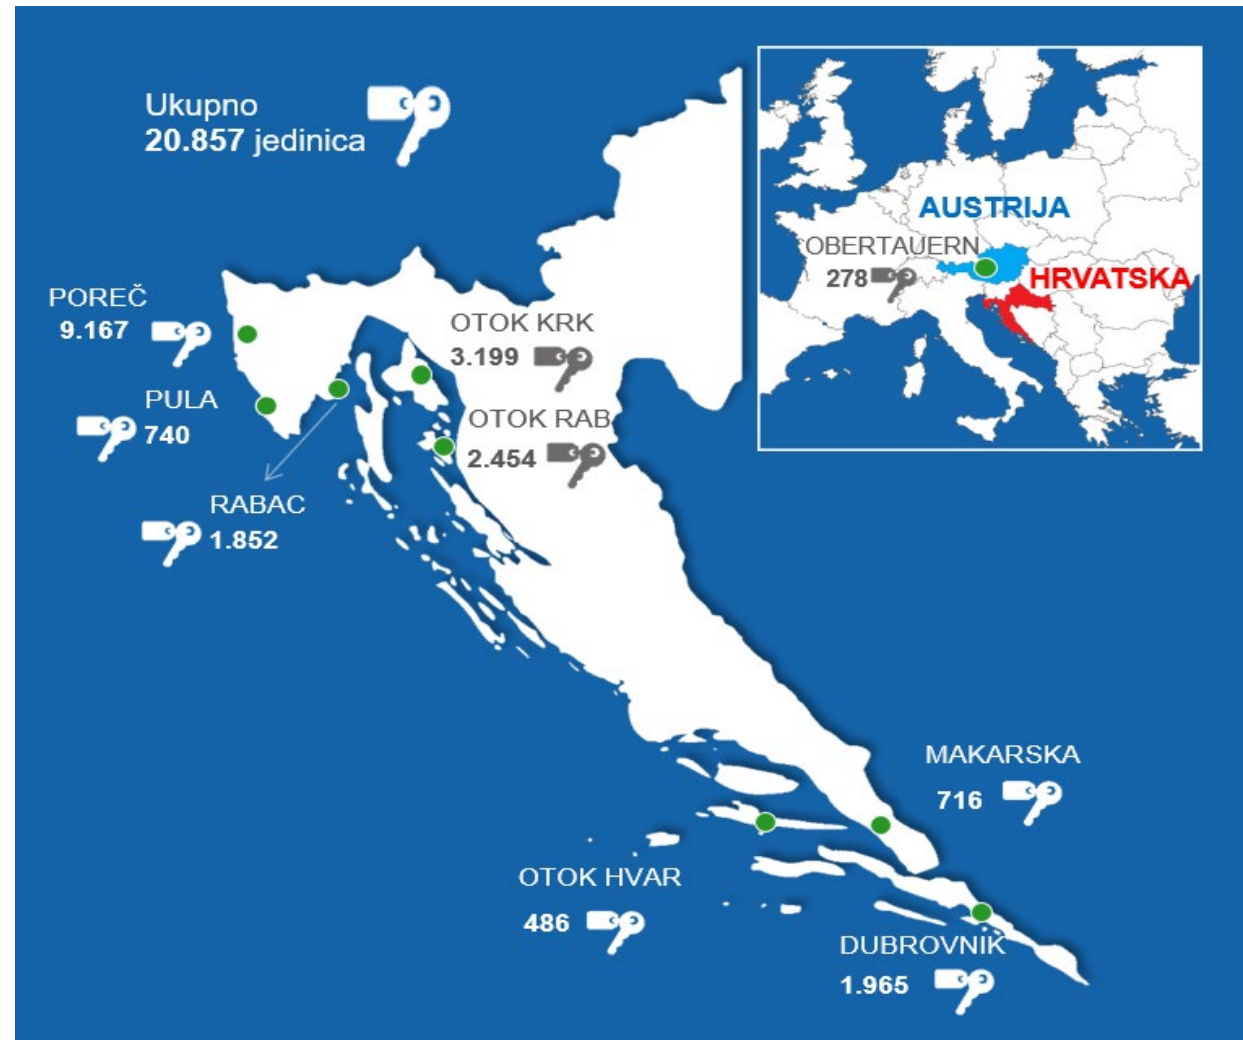 Ukupno
20.857 jedinica
AUSTRIJA
OBERTAUERN
278
HRVATSKA
POREČ
9.167
OTOK KRK
3.199
PULA
740
OTOK RAB
2.454
RABAC
1.852
MAKARSKA
716
OTOK HVAR
486
DUBROVNIK
1.965